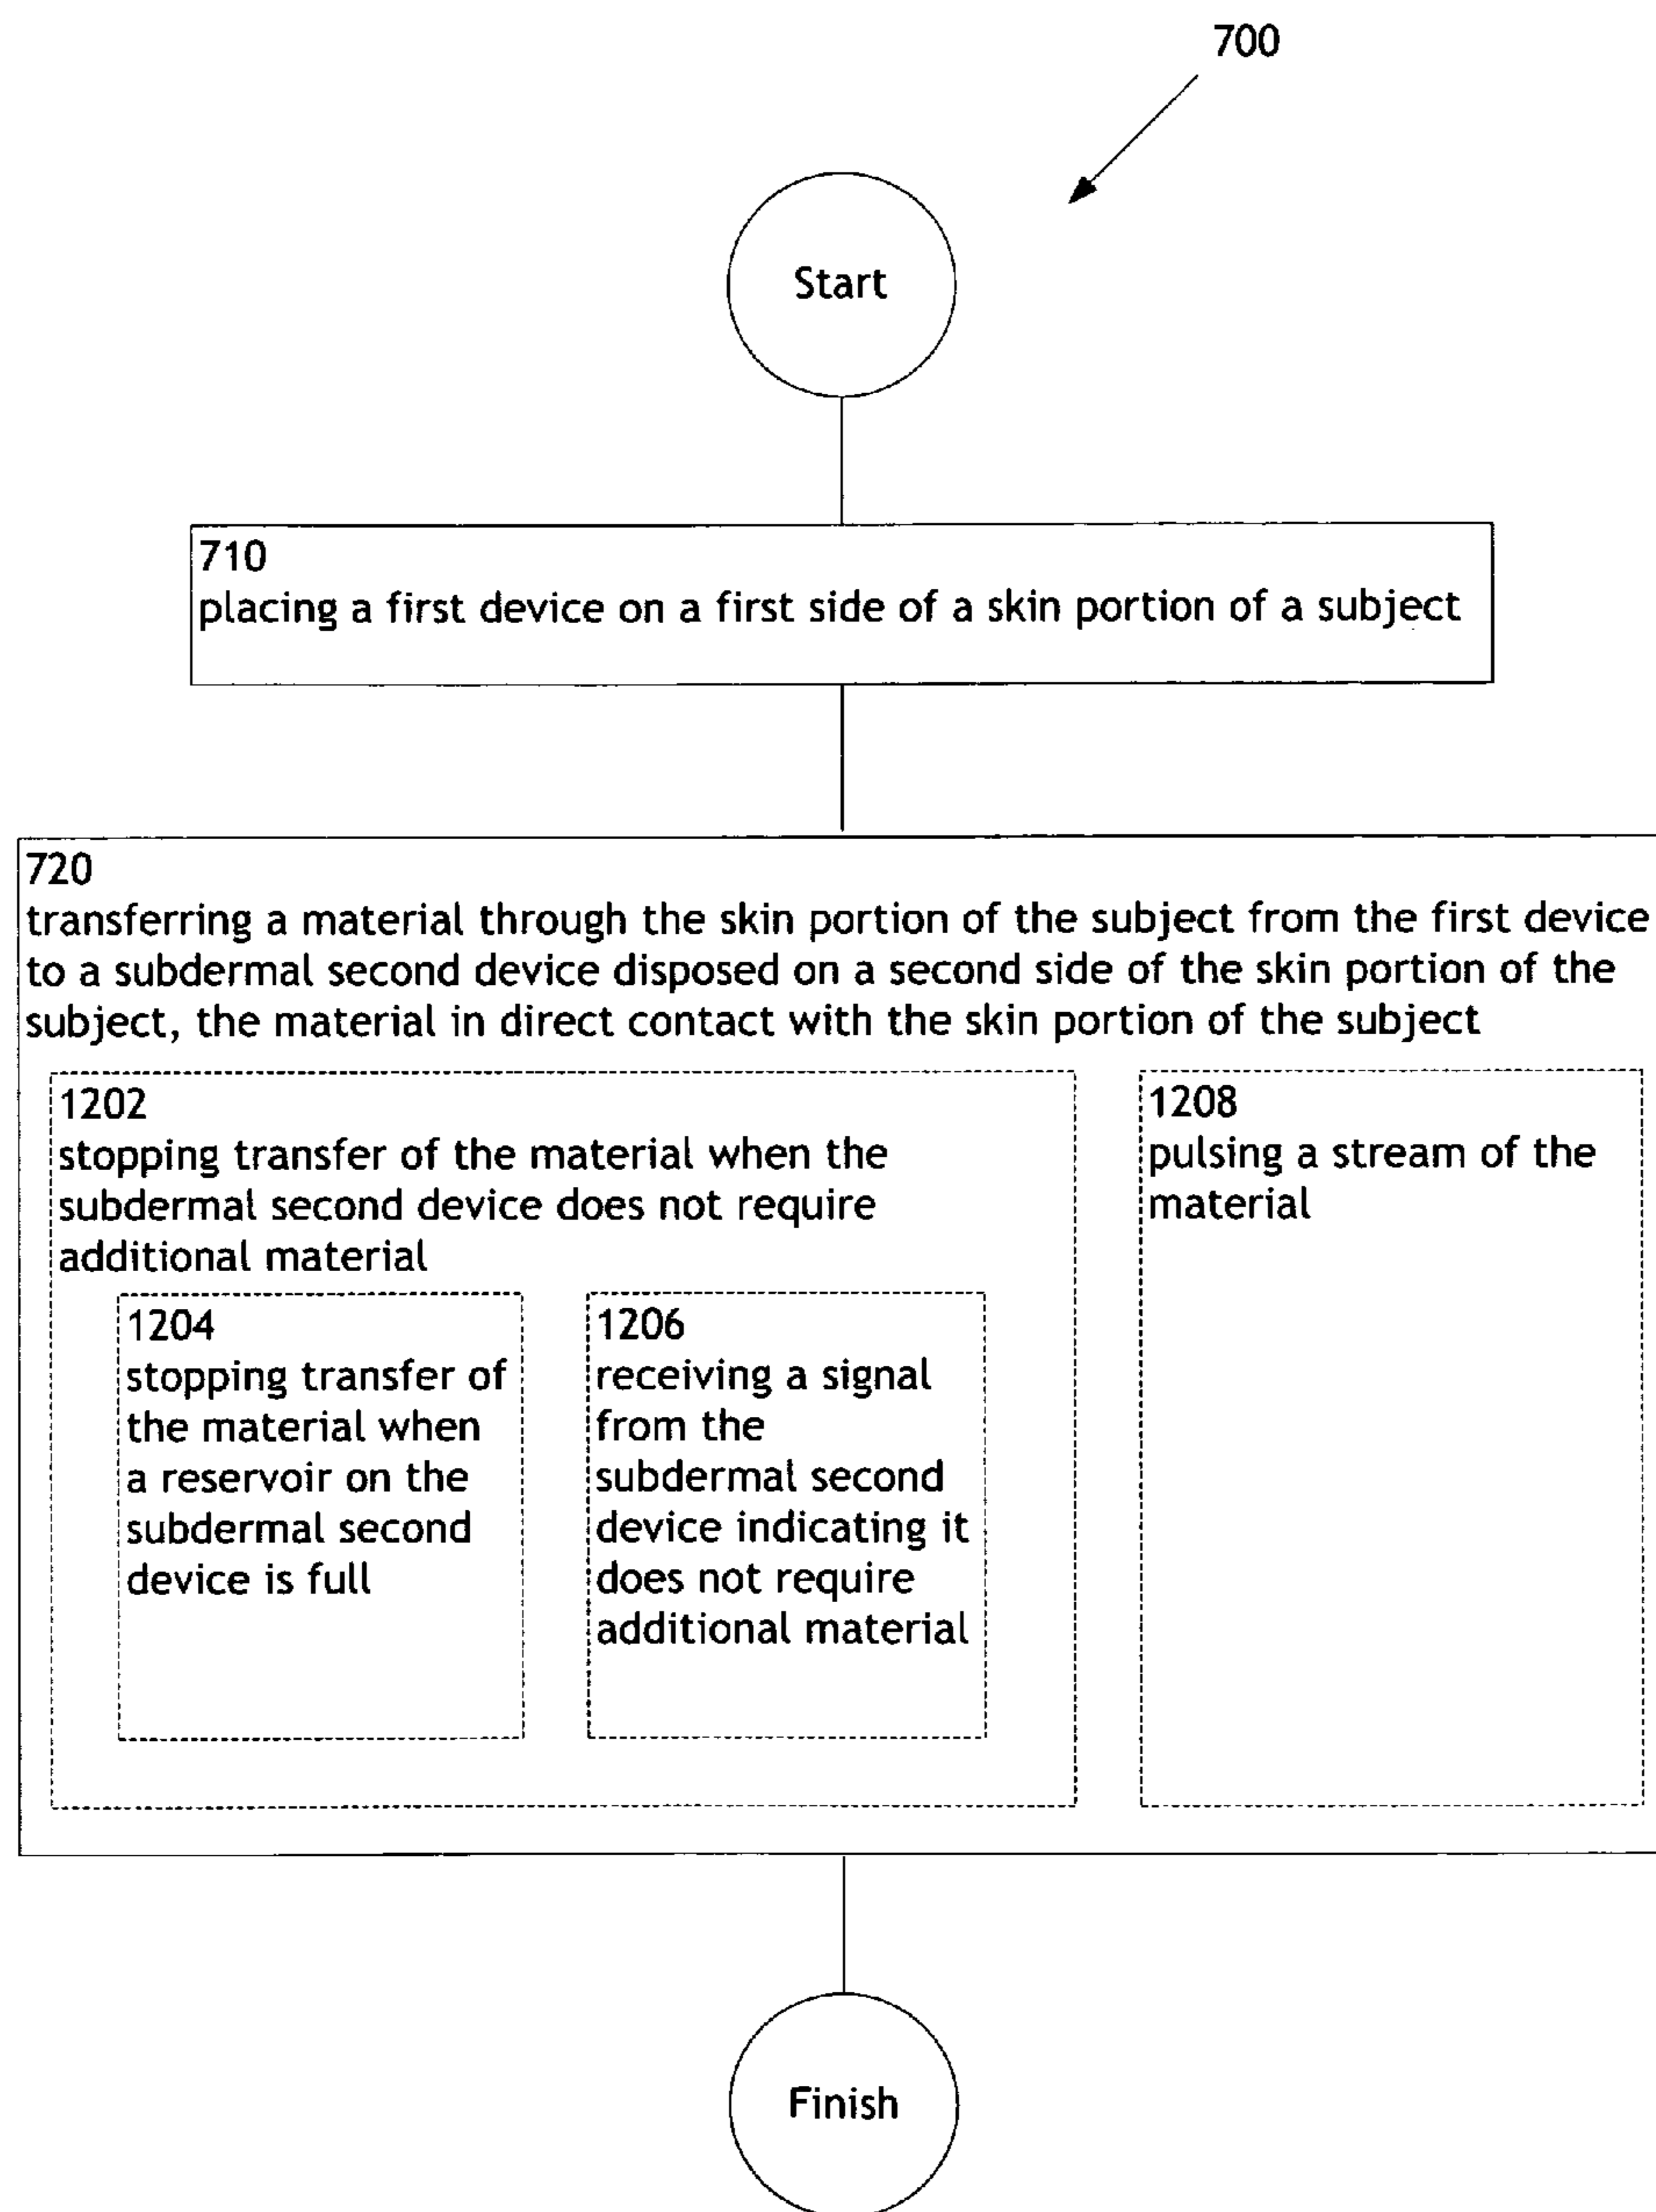 700
Start
710
placing a first device on a first side of a skin portion of a subject
720
transferring a material through the skin portion of the subject from the first device
to a subdermal second device disposed on a second side of the skin portion of the
subject, the material in direct contact with the skin portion of the subject
1202
stopping transfer of the material when the
subdermal second device does not require
additional material
1204
stopping transfer of
the material when
a reservoir on the
subdermal second
device is full
1206
receiving a signal
from the
subdermal second
device indicating it
does not require
additional material
1208
pulsing a stream of the
material
Finish